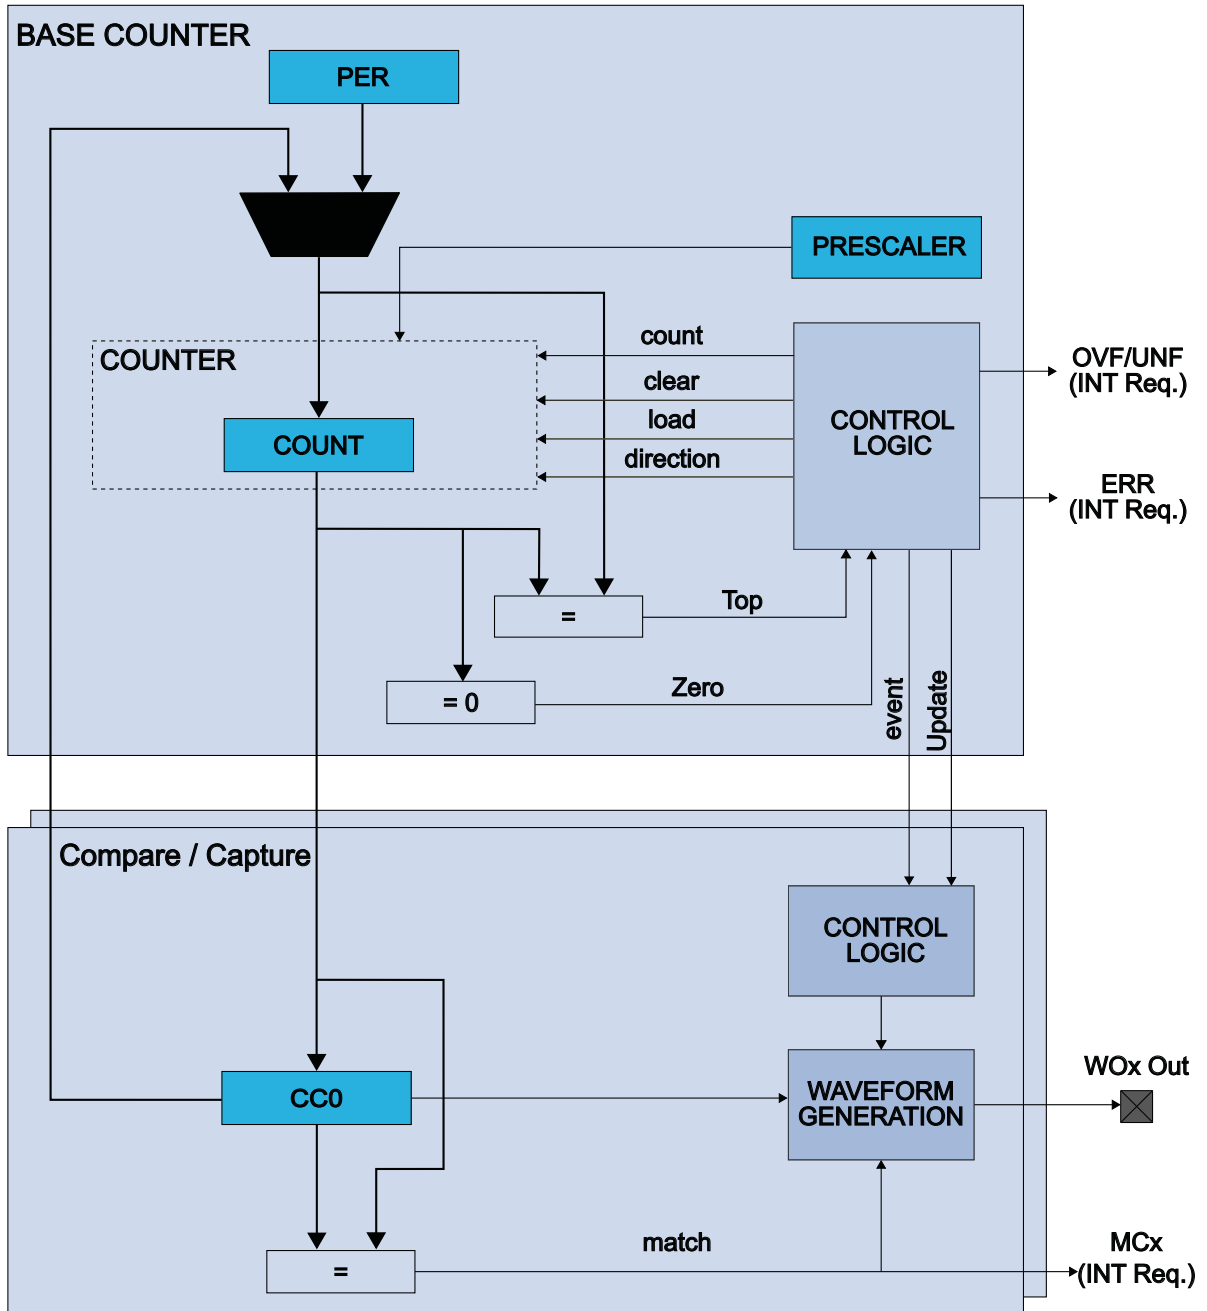 BASE COUNTER
PER
PRESCALER
COUNTER
count
clear
load
direction
COUNT
CONTROL
LOGIC
OVF/UNF
(INT Req.)
ERR
(INT Req.)
=
Top
= 0
Zero
event
Update
Compare / Capture
CONTROL
LOGIC
CC0
WAVEFORM
GENERATION
WOx Out
=
match
MCx
(INT Req.)